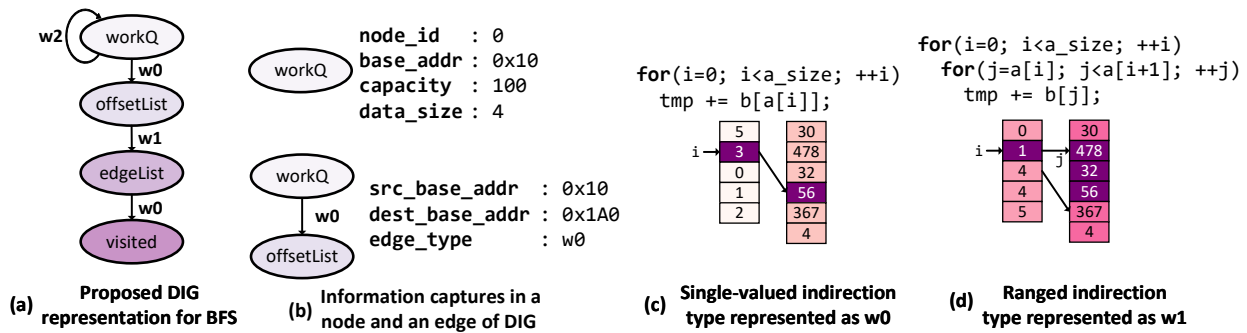 w2
workQ
w0
offsetList
w1
edgeList
w0
visited
(a) Proposed DIG
representation for BFS
workQ
node_id : 0
base_addr : 0x10
capacity : 100
data_size : 4
workQ
w0
offsetList
src_base_addr : 0x10
dest_base_addr : 0x1A0
edge_type : w0
(b) Information captures in a
node and an edge of DIG
for(i=0; i<a_size; ++i)
tmp += b[a[i]];
i
5
3
0
1
2
30
478
32
56
367
4
(c) Single-valued indirection
type represented as w0
for(i=0; i<a_size; ++i)
for(j=a[i]; j<a[i+1]; ++j)
tmp += b[j];
i
0
1
4
4
5
j
30
478
32
56
367
4
(d) Ranged indirection
type represented as w1